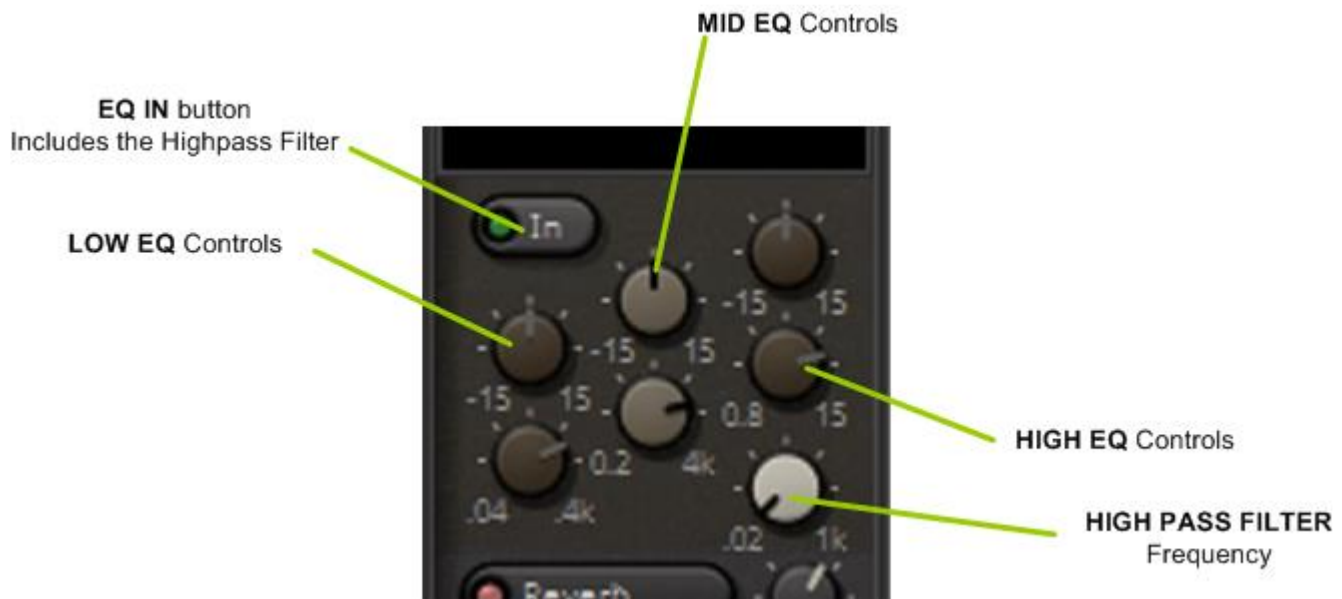 MID EQ Controls
EQ IN button
Includes the Highpass Filter
In
LOW EQ Controls
-15 15
-15 15
-15 15
0.8 15
HIGH EQ Controls
0.2 4k
.04 .4k
HIGH PASS FILTER
Frequency
.02 1k
Reverb